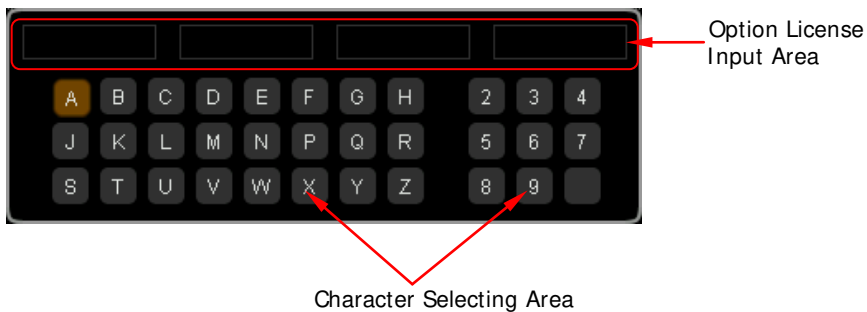 Option License
Input Area
A B C D E F G H 2 3 4
J K L M N P Q R 5 6 7
S T U V W X Y Z 8 9
Character Selecting Area